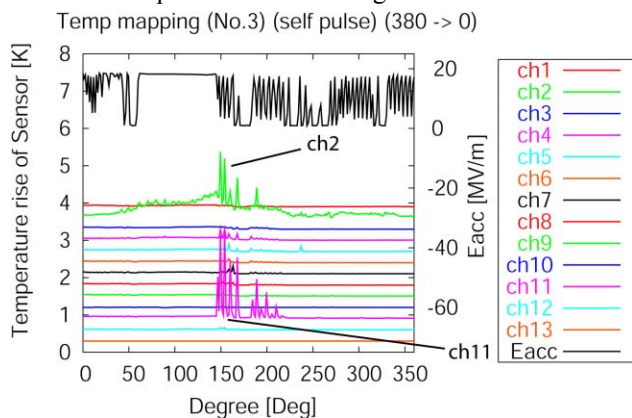 Temp mapping (No.3) (self pulse) (380 -> 0)
Temperature rise of Sensor [K]
8
7
6
5
4
3
2
1
0
ch2
ch11
0 50 100 150 200 250 300 350
Degree [Deg]
20
0
-20
-40
-60
Eacc [MV/m]
ch1
ch2
ch3
ch4
ch5
ch6
ch7
ch8
ch9
ch10
ch11
ch12
ch13
Eacc